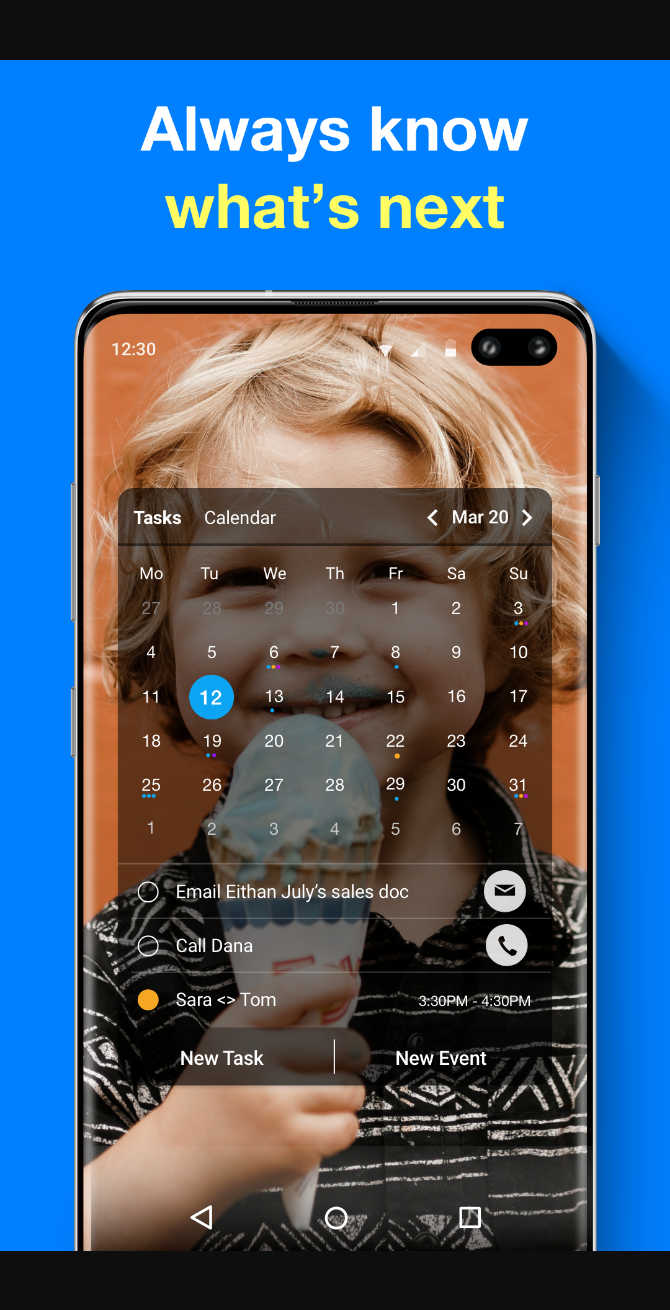 Always know
what's next
12:30
Tasks Calendar Mar 20
Mo Tu We Th Fr Sa Su
27 28 29 30 1 2 3
4 5 6 7 8 9 10
11 12 13 14 15 16 17
18 19 20 21 22 23 24
25 26 27 28 29 30 31
1 2 3 4 5 6 7
Email Eithan July's sales doc
Call Dana
Sara <> Tom 3:30PM - 4:30PM
New Task New Event